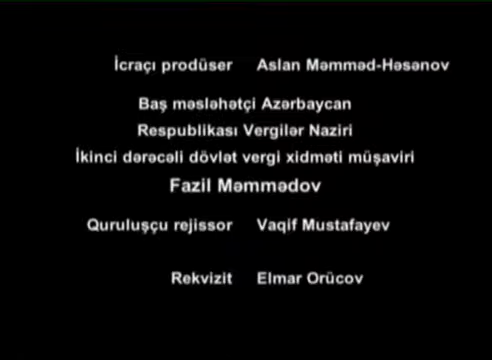 İcraçı prodüser Aslan Məmməd-Həsənov
Baş məsləhətçi Azərbaycan
Respublikası Vergilər Naziri
İkinci dərəcəli dövlət vergi xidməti müşaviri
Fazil Məmmədov
Quruluşçu rejissor Vaqif Mustafayev
Rekvizit Elmar Orücov